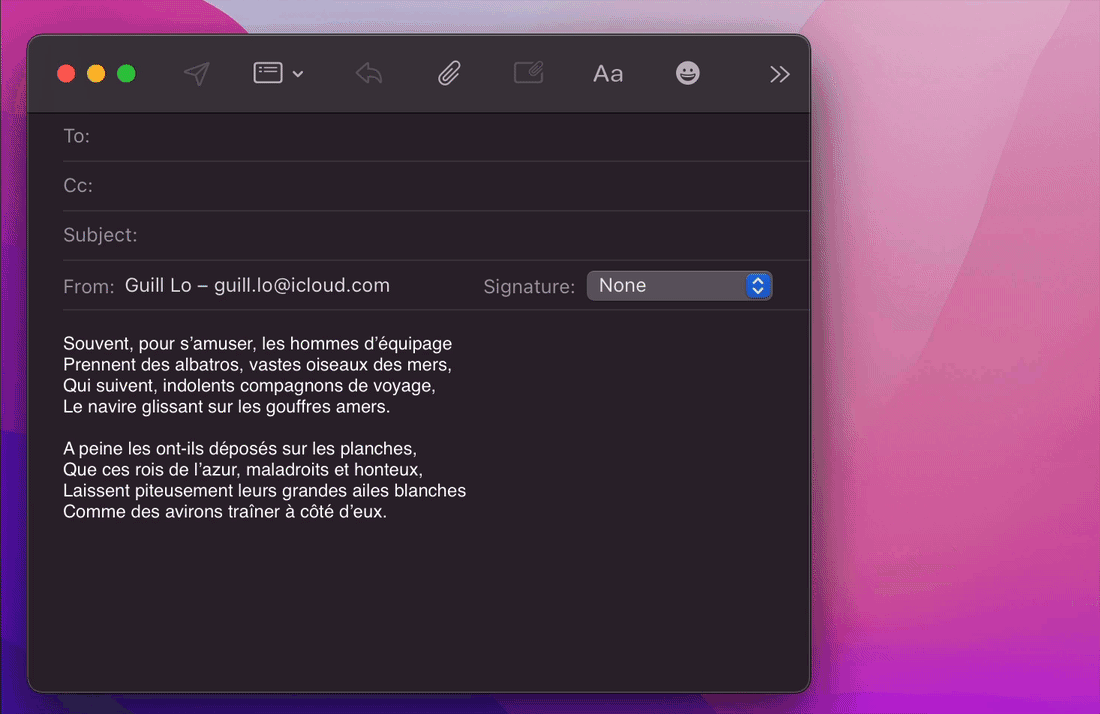 Aa
To:
Cc:
Subject:
From: Guill Lo – guill.lo@icloud.com Signature: None
Souvent, pour s’amuser, les hommes d’équipage
Prennent des albatros, vastes oiseaux des mers,
Qui suivent, indolents compagnons de voyage,
Le navire glissant sur les gouffres amers.
A peine les ont-ils déposés sur les planches,
Que ces rois de l’azur, maladroits et honteux,
Laissent piteusement leurs grandes ailes blanches
Comme des avirons traîner à côté d’eux.